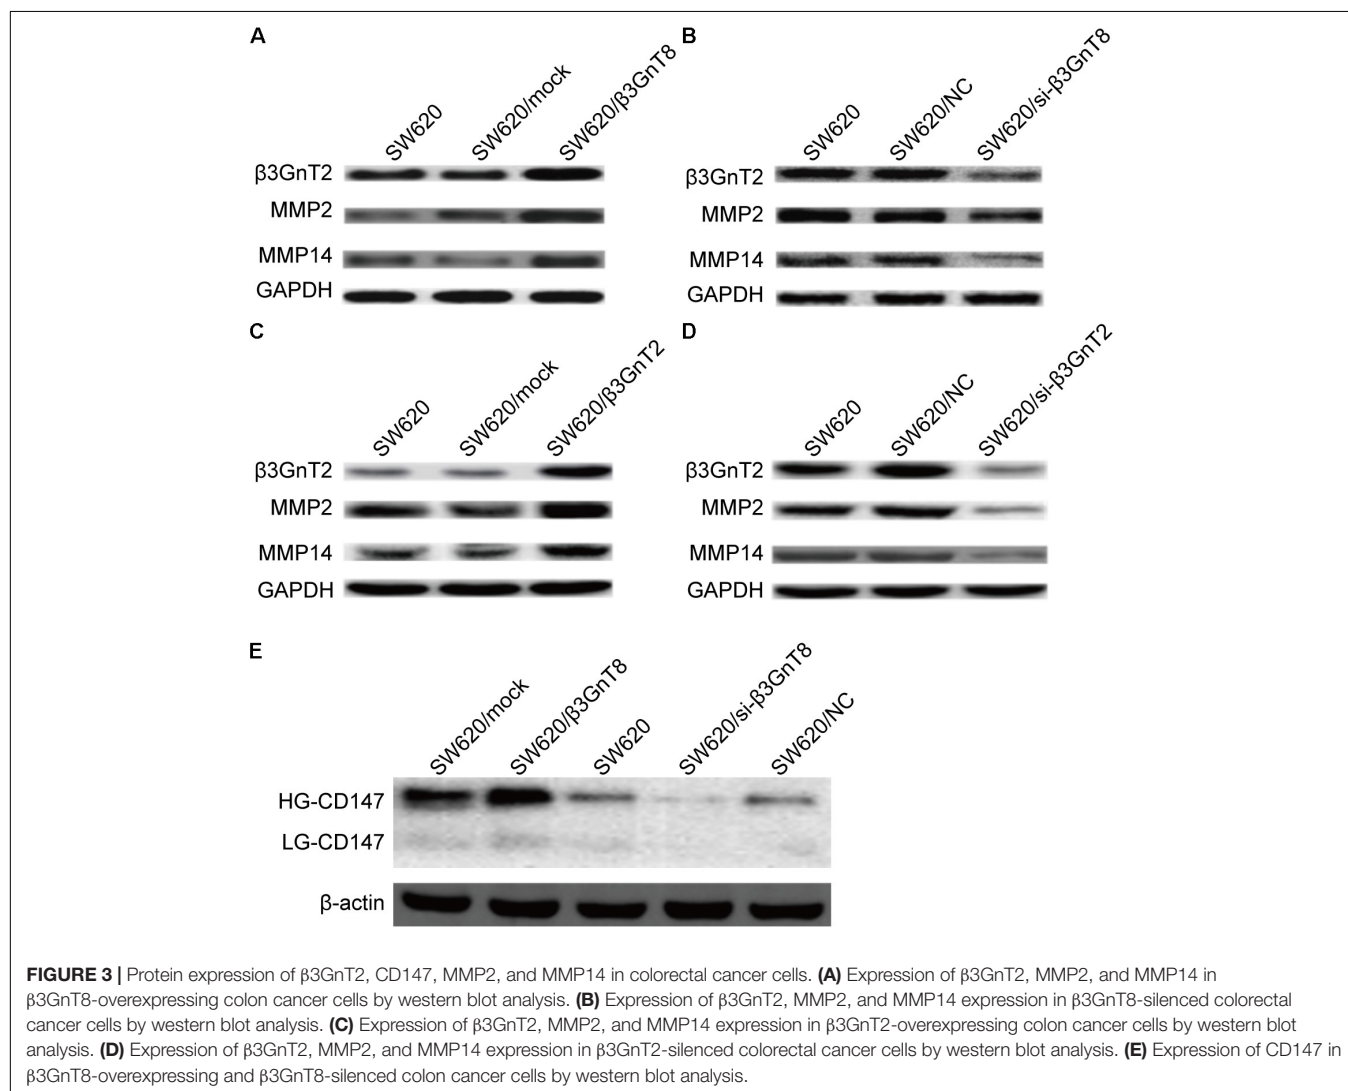 A
SW620
SW620/mock
SW620/β3GnT8
β3GnT2
MMP2
MMP14
GAPDH
B
SW620
SW620/NC
SW620/si-β3GnT8
β3GnT2
MMP2
MMP14
GAPDH
C
SW620
SW620/mock
SW620/β3GnT2
β3GnT2
MMP2
MMP14
GAPDH
D
SW620
SW620/NC
SW620/si-β3GnT2
β3GnT2
MMP2
MMP14
GAPDH
E
SW620/mock
SW620/β3GnT8
SW620
SW620/si-β3GnT8
SW620/NC
HG-CD147
LG-CD147
β-actin
FIGURE 3 | Protein expression of β3GnT2, CD147, MMP2, and MMP14 in colorectal cancer cells. (A) Expression of β3GnT2, MMP2, and MMP14 in
β3GnT8-overexpressing colon cancer cells by western blot analysis. (B) Expression of β3GnT2, MMP2, and MMP14 expression in β3GnT8-silenced colorectal
cancer cells by western blot analysis. (C) Expression of β3GnT2, MMP2, and MMP14 expression in β3GnT2-overexpressing colon cancer cells by western blot
analysis. (D) Expression of β3GnT2, MMP2, and MMP14 expression in β3GnT2-silenced colorectal cancer cells by western blot analysis. (E) Expression of CD147 in
β3GnT8-overexpressing and β3GnT8-silenced colon cancer cells by western blot analysis.